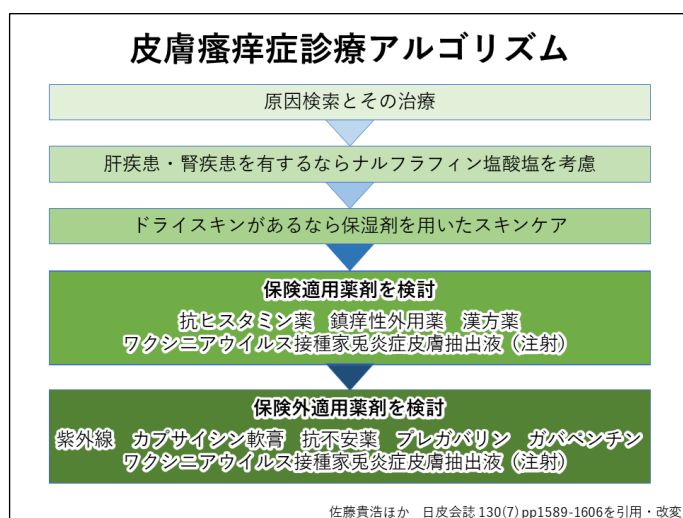 皮膚瘙痒症診療アルゴリズム
原因検索とその治療
肝疾患・腎疾患を有するならナルフラフィン塩酸塩を考慮
ドライスキンがあるなら保湿剤を用いたスキンケア
保険適用薬剤を検討
抗ヒスタミン薬　鎮痒性外用薬　漢方薬
ワクシニアウイルス接種家兎炎症皮膚抽出液（注射）
保険外適用薬剤を検討
紫外線　カプサイシン軟膏　抗不安薬　プレガバリン　ガバペンチン
ワクシニアウイルス接種家兎炎症皮膚抽出液（注射）
佐藤貴浩ほか　日皮会誌 130(7) pp1589-1606を引用・改変